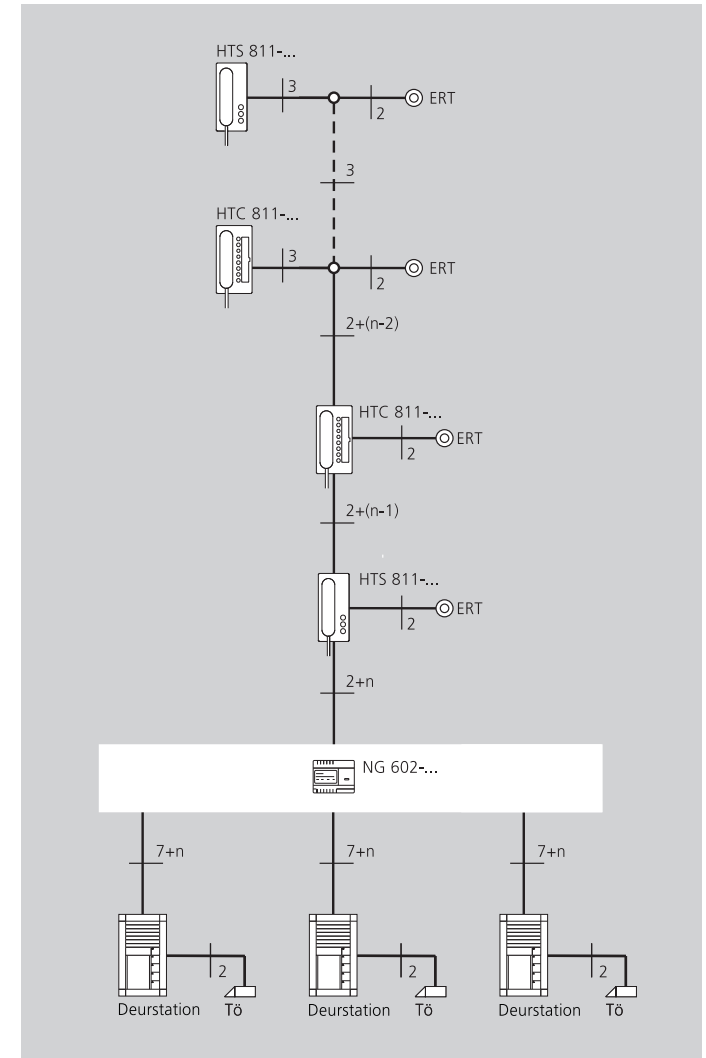 HTS 811-...
3
2
ERT
3
HTC 811-...
3
2
ERT
2+(n-2)
HTC 811-...
2
ERT
2+(n-1)
HTS 811-...
2
ERT
2+n
NG 602-...
7+n
7+n
7+n
2
2
2
Deurstation
Tö
Deurstation
Tö
Deurstation
Tö